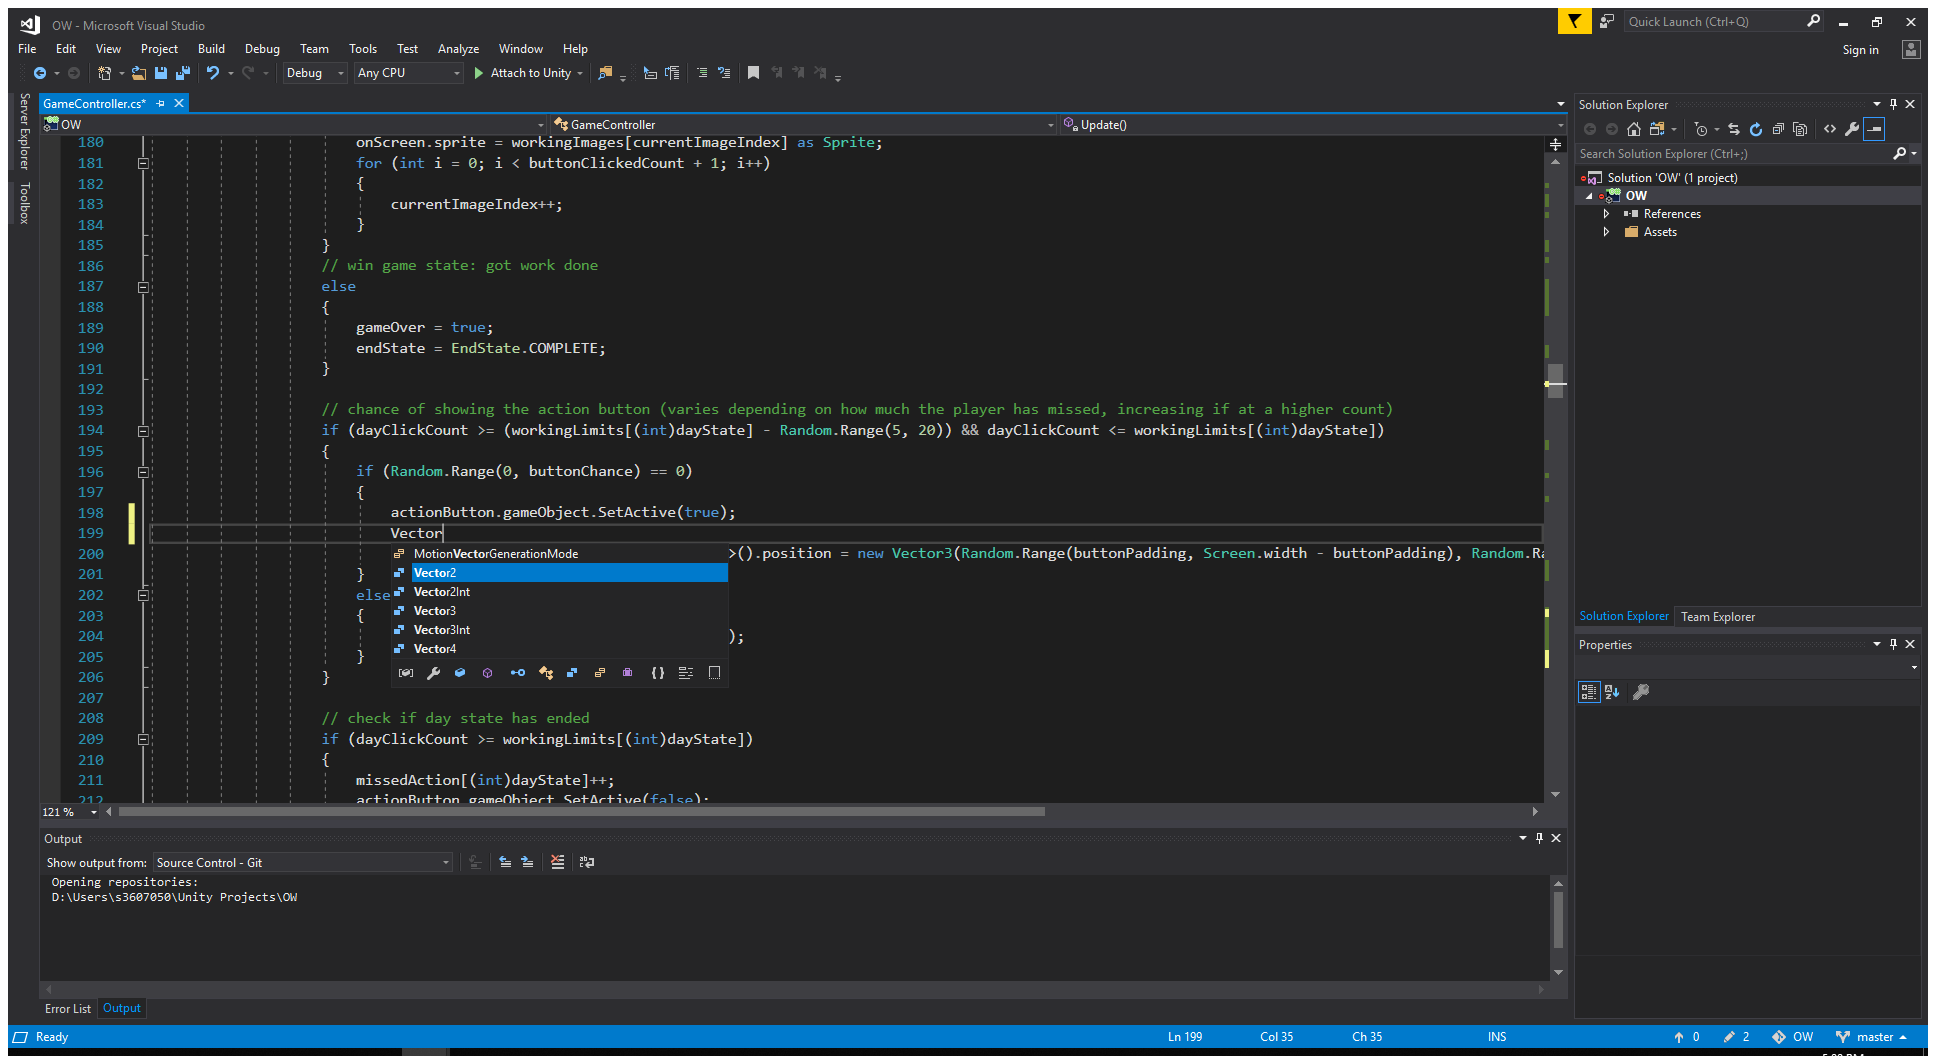 OW - Microsoft Visual Studio
Quick Launch (Ctrl+Q)
File Edit View Project Build Debug Team Tools Test Analyze Window Help
Sign in
Debug Any CPU Attach to Unity
Server Explorer
Toolbox
GameController.cs*
OW GameController Update()
180 onScreen.sprite = workingImages[currentImageIndex] as Sprite;
181 for (int i = 0; i < buttonClickedCount + 1; i++)
182 {
183 currentImageIndex++;
184 }
185 }
186 // win game state: got work done
187 else
188 {
189 gameOver = true;
190 endState = EndState.COMPLETE;
191 }
192
193 // chance of showing the action button (varies depending on how much the player has missed, increasing if at a higher count)
194 if (dayClickCount >= (workingLimits[(int)dayState] - Random.Range(5, 20)) && dayClickCount <= workingLimits[(int)dayState])
195 {
196 if (Random.Range(0, buttonChance) == 0)
197 {
198 actionButton.gameObject.SetActive(true);
199 Vector
200 >().position = new Vector3(Random.Range(buttonPadding, Screen.width - buttonPadding), Random.Ra
201 }
202 else
203 {
204 );
205 }
206 }
207
208 // check if day state has ended
209 if (dayClickCount >= workingLimits[(int)dayState])
210 {
211 missedAction[(int)dayState]++;
212 actionButton.gameObject.SetActive(false);
MotionVectorGenerationMode
Vector2
Vector2Int
Vector3
Vector3Int
Vector4
121 %
Output
Show output from: Source Control - Git
Opening repositories:
D:\Users\s3607050\Unity Projects\OW
Error List Output
Solution Explorer
Search Solution Explorer (Ctrl+;)
Solution 'OW' (1 project)
OW
References
Assets
Solution Explorer Team Explorer
Properties
Ready Ln 199 Col 35 Ch 35 INS 0 2 OW master